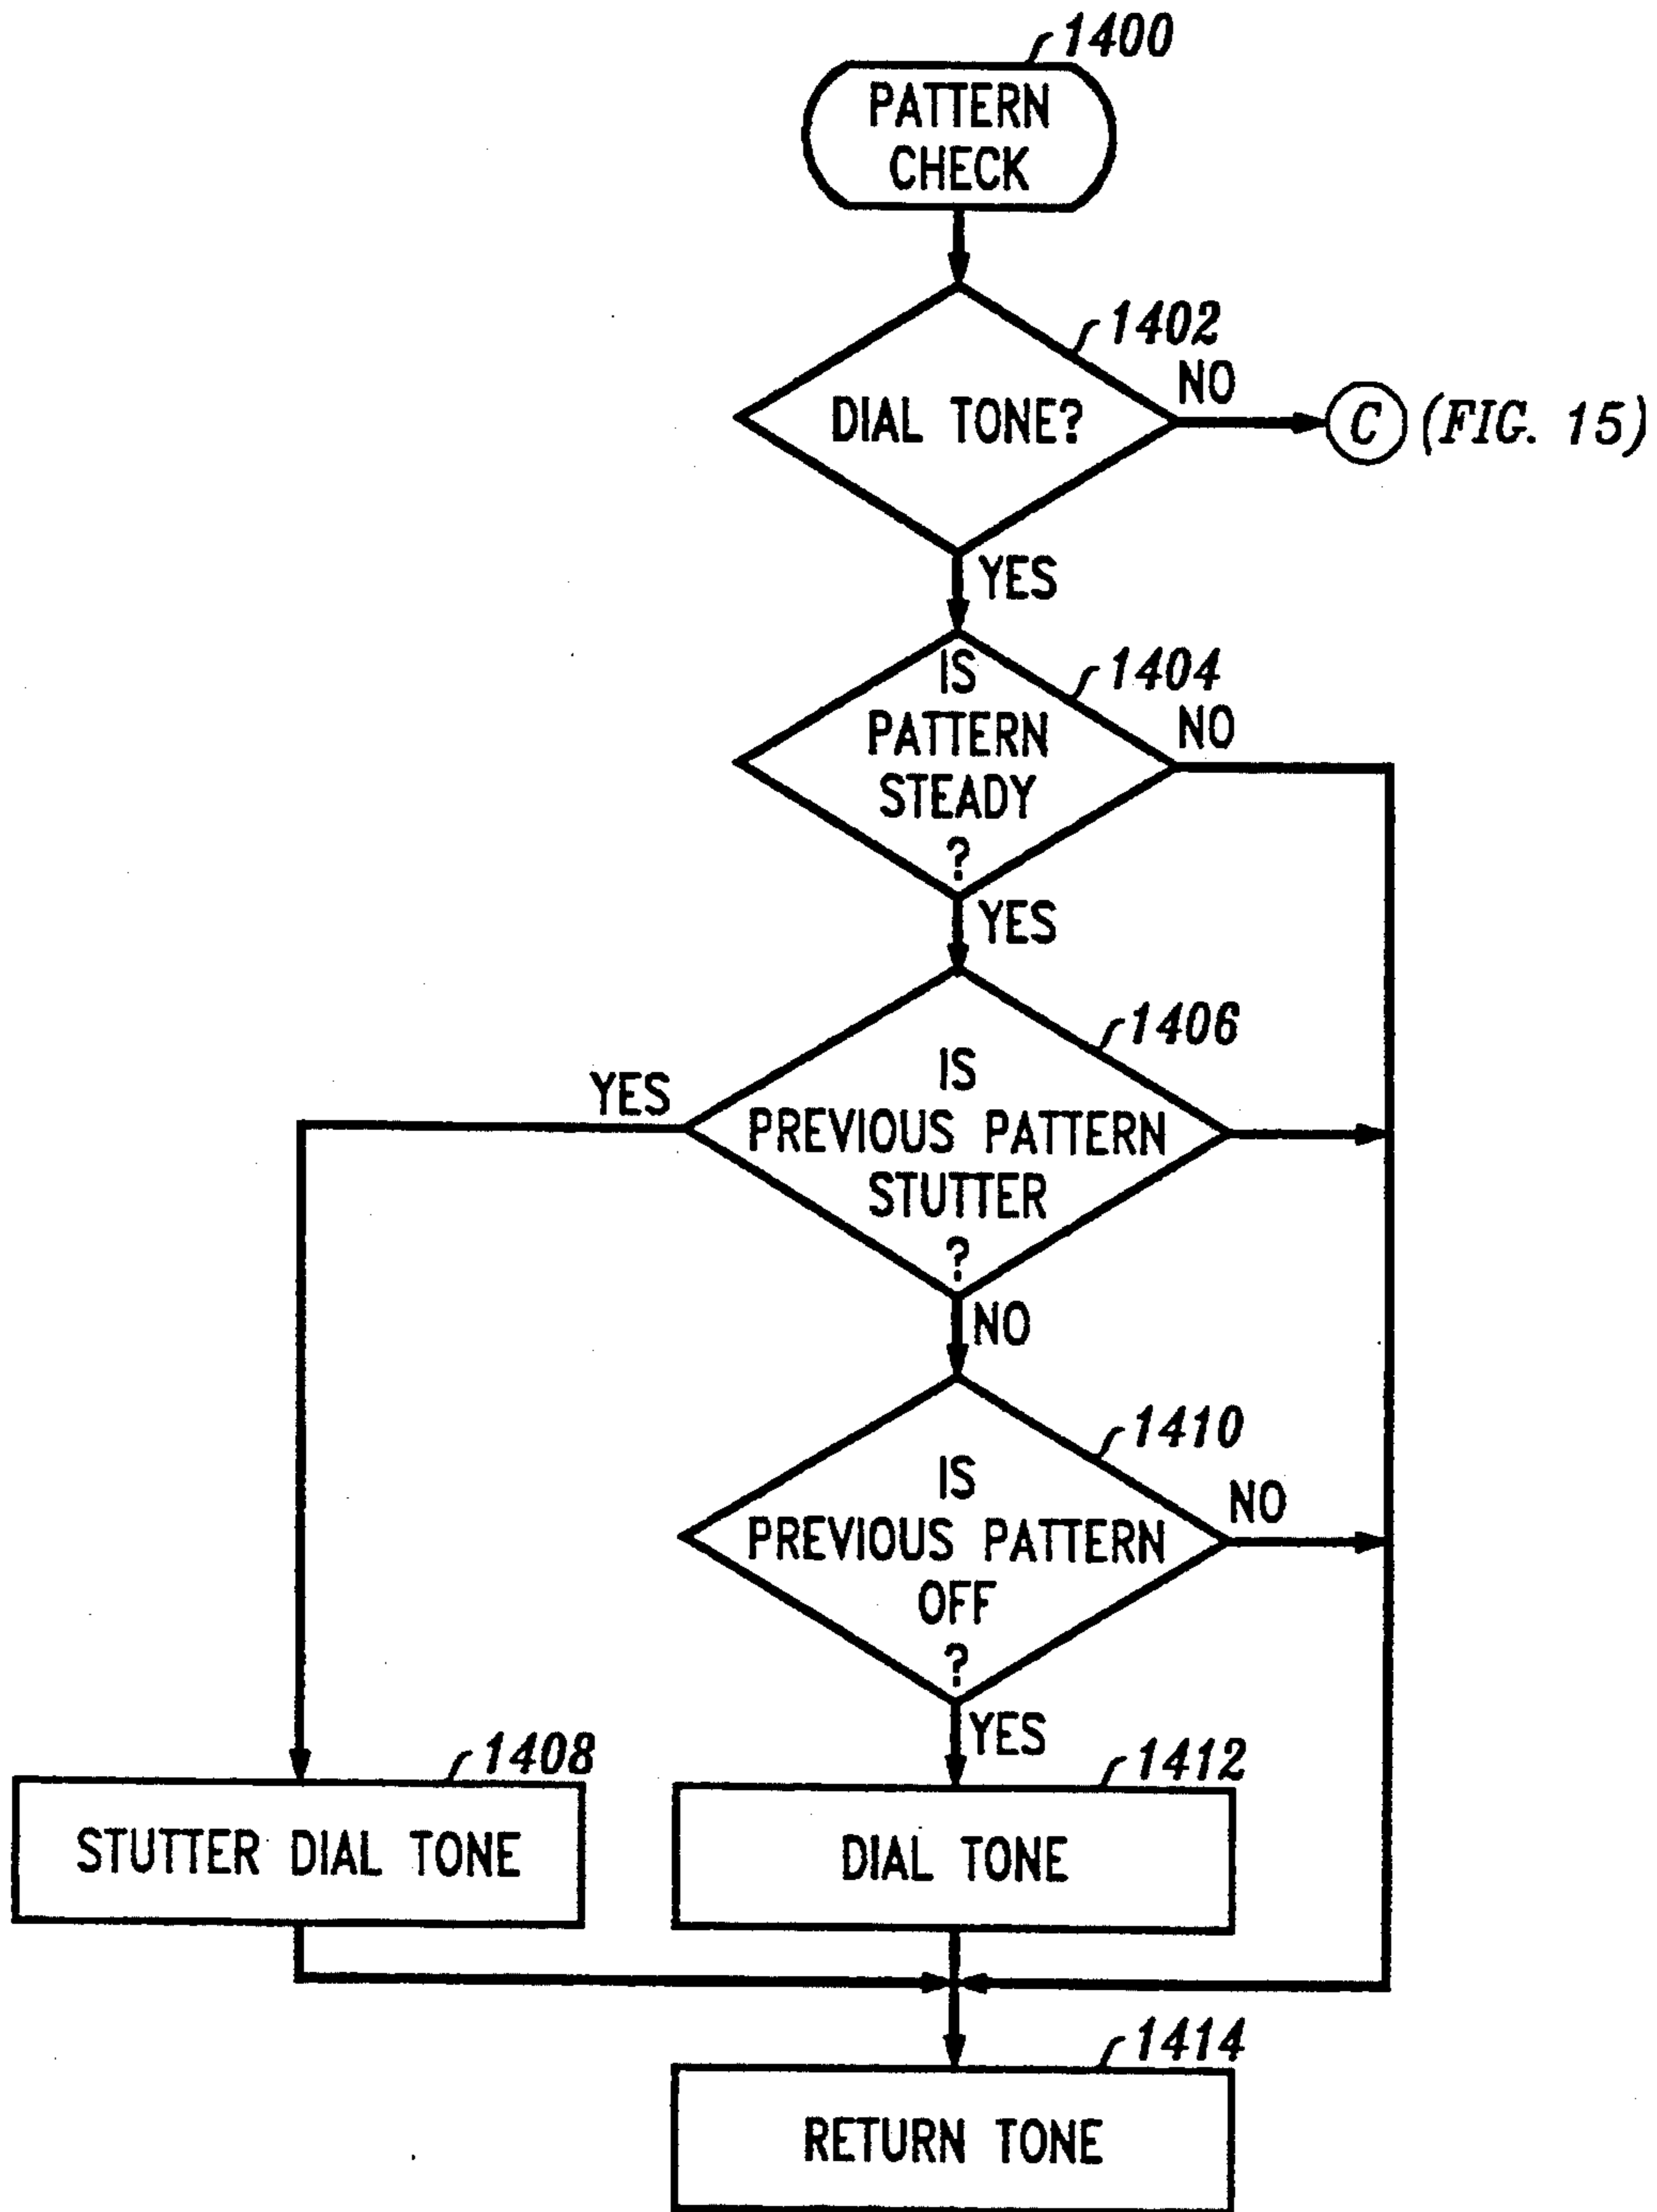 1400
PATTERN
CHECK
1402
NO
DIAL TONE?
C (FIG. 15)
YES
IS
PATTERN
STEADY
?
1404
NO
YES
1406
YES
IS
PREVIOUS PATTERN
STUTTER
?
NO
1410
IS
PREVIOUS PATTERN
OFF
?
NO
YES
1408
STUTTER DIAL TONE
1412
DIAL TONE
1414
RETURN TONE